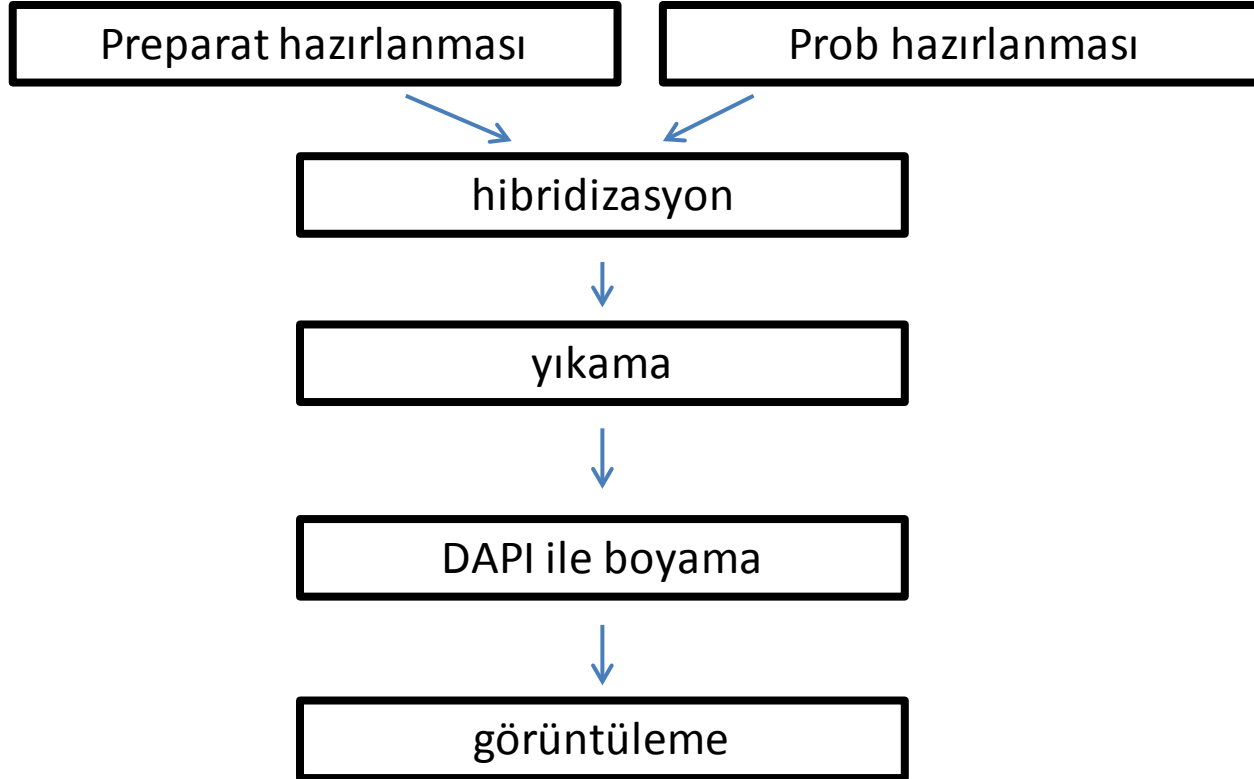 Preparat hazırlanması
Prob hazırlanması
hibridizasyon
yıkama
DAPI ile boyama
görüntüleme